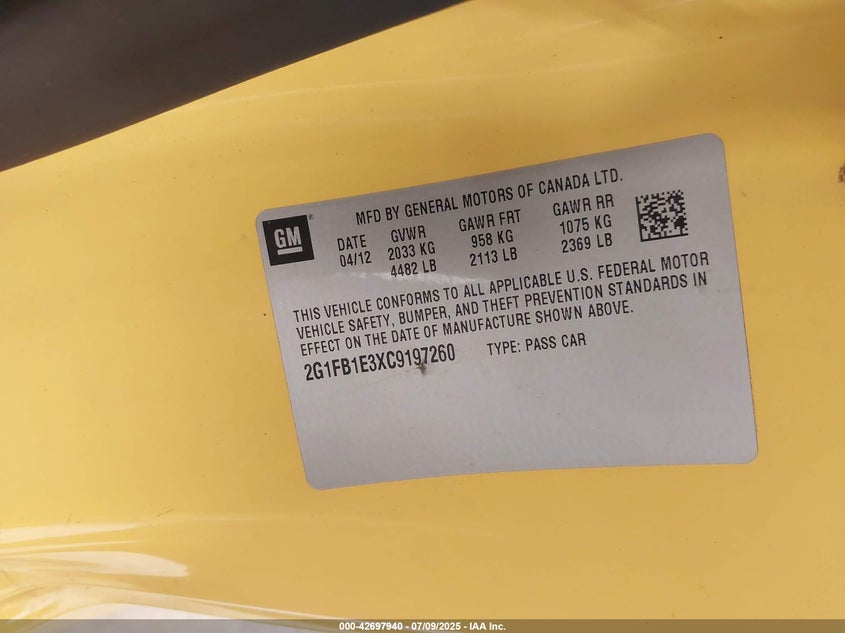 MFD BY GENERAL MOTORS OF CANADA LTD.
GM
®
DATE GVWR GAWR FRT GAWR RR
04/12 2033 KG 958 KG 1075 KG
4482 LB 2113 LB 2369 LB
THIS VEHICLE CONFORMS TO ALL APPLICABLE U.S. FEDERAL MOTOR
VEHICLE SAFETY, BUMPER, AND THEFT PREVENTION STANDARDS IN
EFFECT ON THE DATE OF MANUFACTURE SHOWN ABOVE.
2G1FB1E3XC9197260 TYPE: PASS CAR
000-42697940 - 07/09/2025 - IAA Inc.